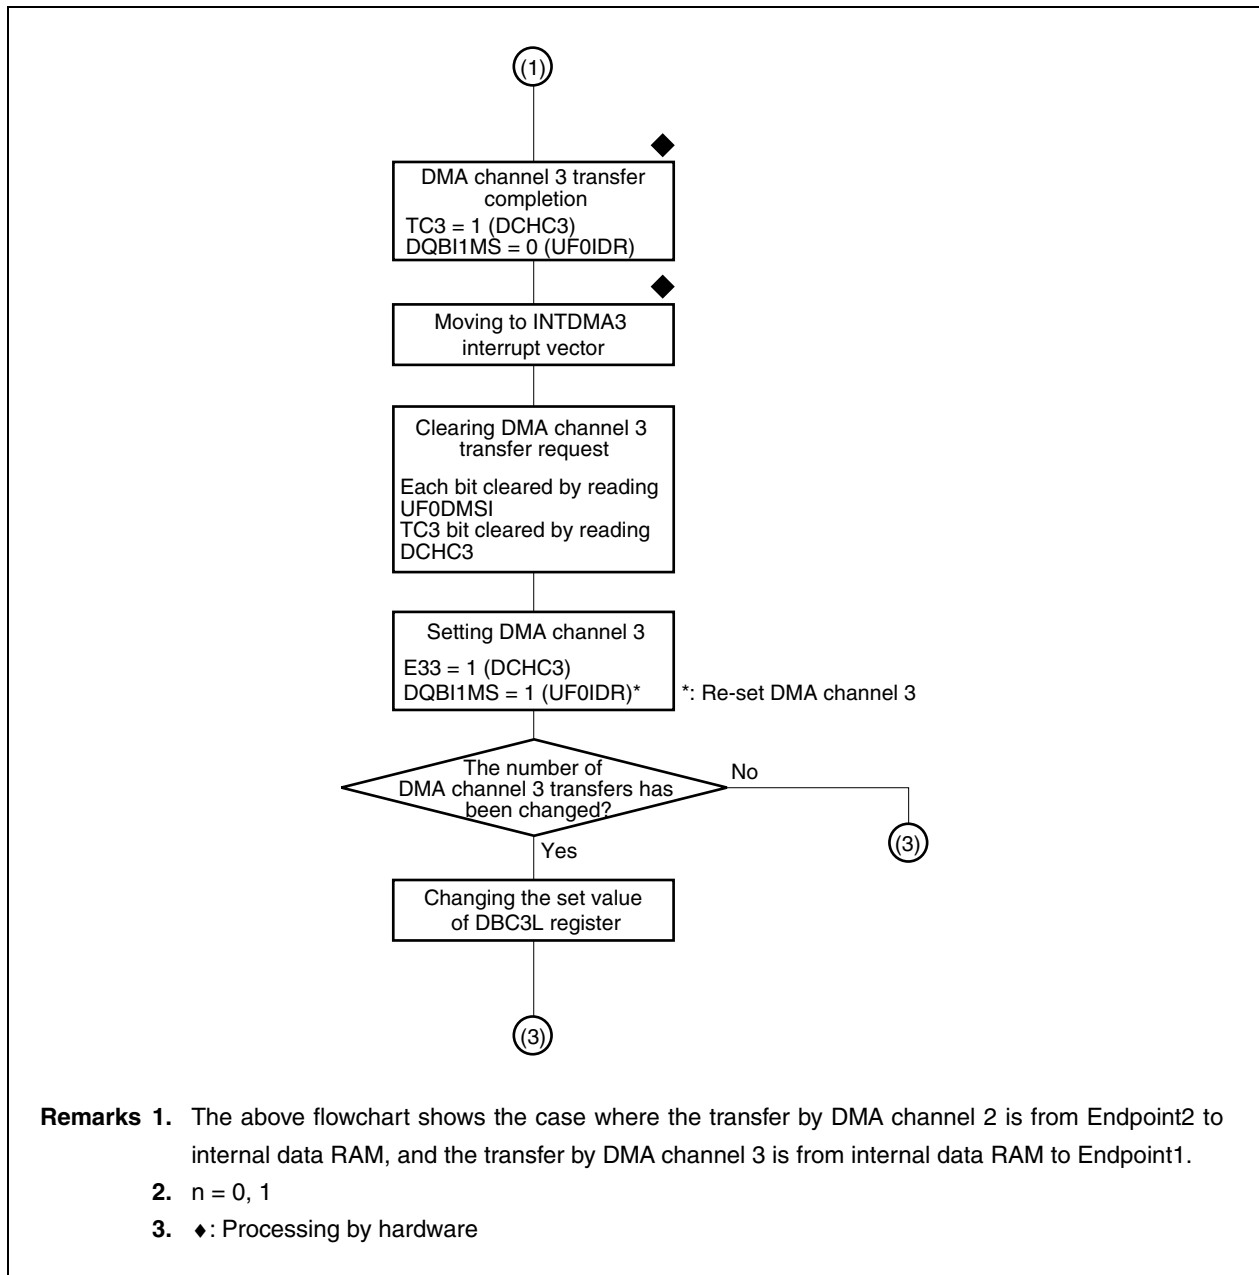 (1)
◆
DMA channel 3 transfer
completion
TC3 = 1 (DCHC3)
DQBI1MS = 0 (UF0IDR)
◆
Moving to INTDMA3
interrupt vector
Clearing DMA channel 3
transfer request
Each bit cleared by reading
UF0DMSI
TC3 bit cleared by reading
DCHC3
Setting DMA channel 3
E33 = 1 (DCHC3)
DQBI1MS = 1 (UF0IDR)* *: Re-set DMA channel 3
The number of
DMA channel 3 transfers has
been changed?
No
(3)
Yes
Changing the set value
of DBC3L register
(3)
Remarks 1. The above flowchart shows the case where the transfer by DMA channel 2 is from Endpoint2 to
internal data RAM, and the transfer by DMA channel 3 is from internal data RAM to Endpoint1.
2. n = 0, 1
3. ♦: Processing by hardware